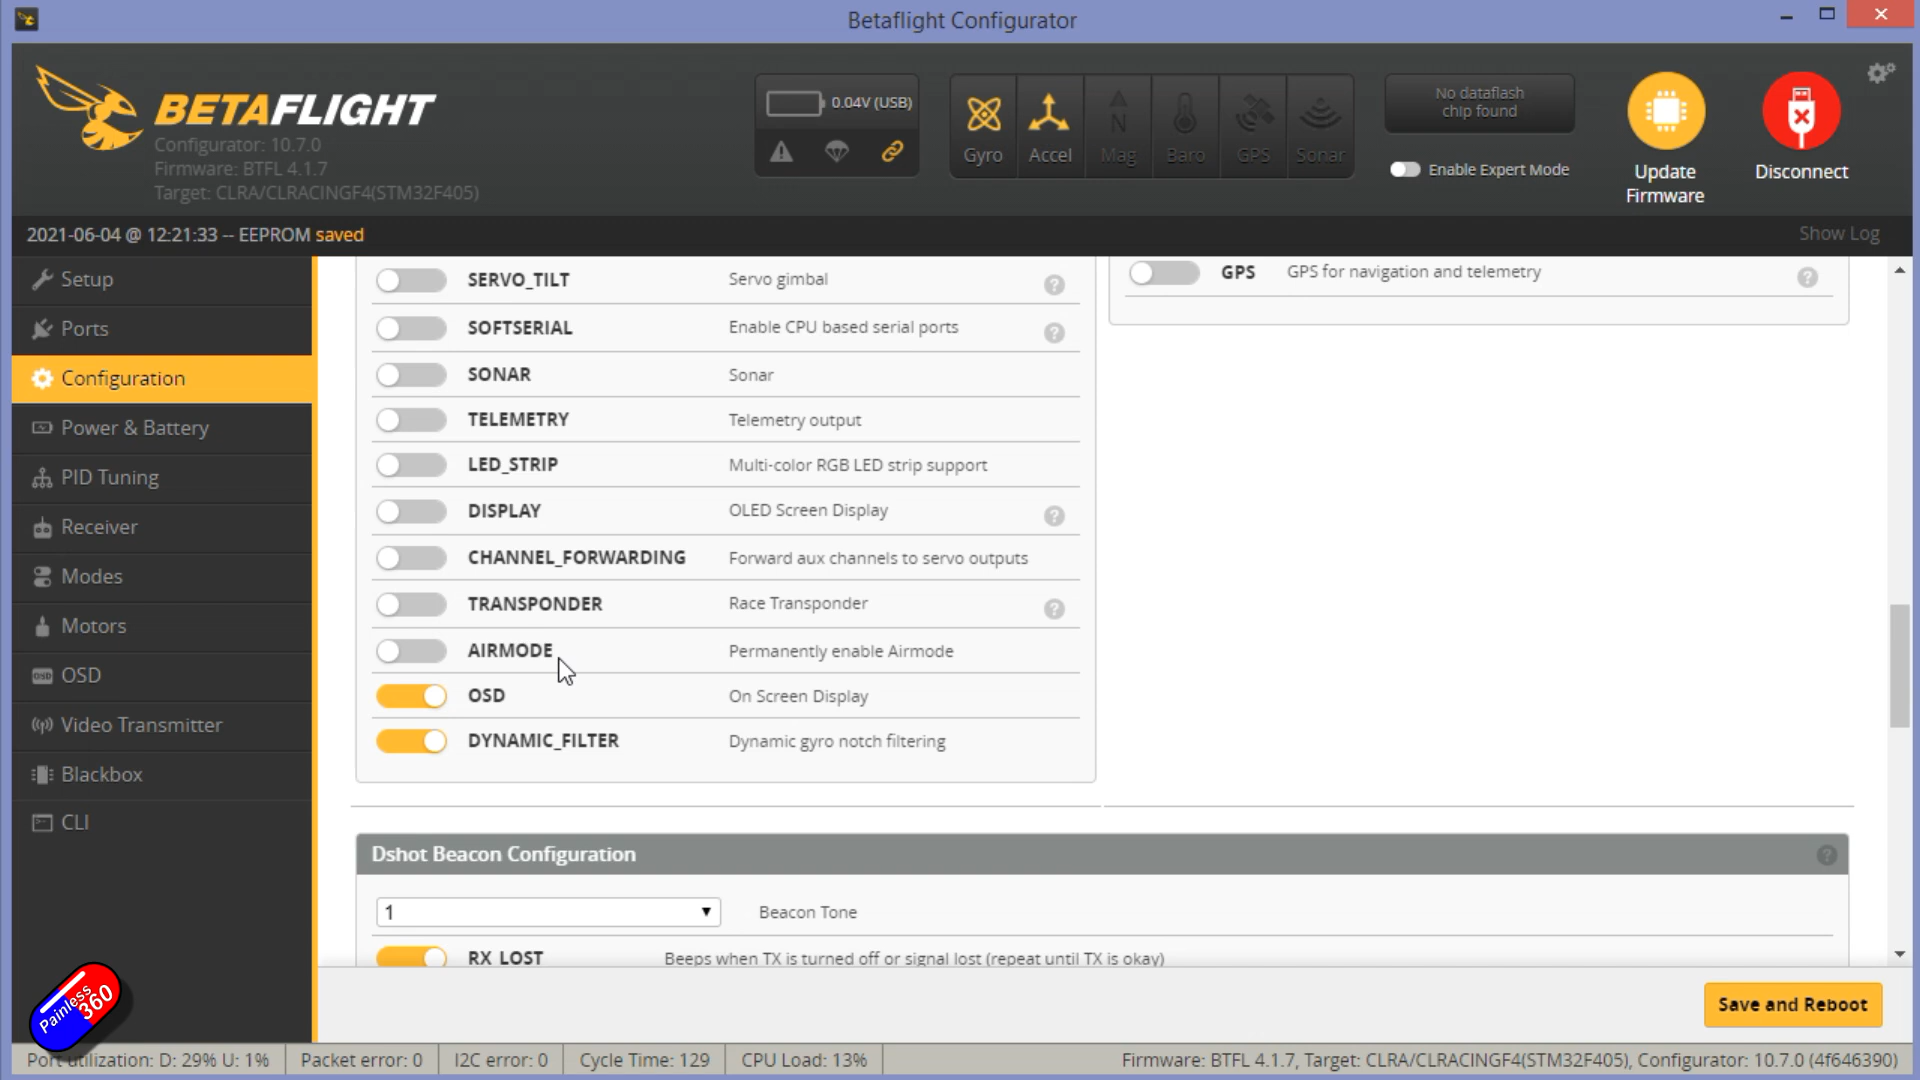 Betaflight Configurator
BETAFLIGHT
Configurator: 10.7.0
Firmware: BTFL 4.1.7
Target: CLRA/CLRACINGF4(STM32F405)
0.04V (USB)
Gyro
Accel
Mag
Baro
GPS
Sonar
No dataflash
chip found
Enable Expert Mode
Update
Firmware
Disconnect
2021-06-04 @ 12:21:33 -- EEPROM saved
Show Log
Setup
Ports
Configuration
Power & Battery
PID Tuning
Receiver
Modes
Motors
OSD
Video Transmitter
Blackbox
CLI
SERVO_TILT Servo gimbal ?
SOFTSERIAL Enable CPU based serial ports ?
SONAR Sonar
TELEMETRY Telemetry output
LED_STRIP Multi-color RGB LED strip support
DISPLAY OLED Screen Display ?
CHANNEL_FORWARDING Forward aux channels to servo outputs
TRANSPONDER Race Transponder ?
AIRMODE Permanently enable Airmode
OSD On Screen Display
DYNAMIC_FILTER Dynamic gyro notch filtering
GPS GPS for navigation and telemetry ?
Dshot Beacon Configuration ?
1 Beacon Tone
RX_LOST Beeps when TX is turned off or signal lost (repeat until TX is okay)
Save and Reboot
Painless
360
Port utilization: D: 29% U: 1% Packet error: 0 I2C error: 0 Cycle Time: 129 CPU Load: 13% Firmware: BTFL 4.1.7, Target: CLRA/CLRACINGF4(STM32F405), Configurator: 10.7.0 (4f646390)